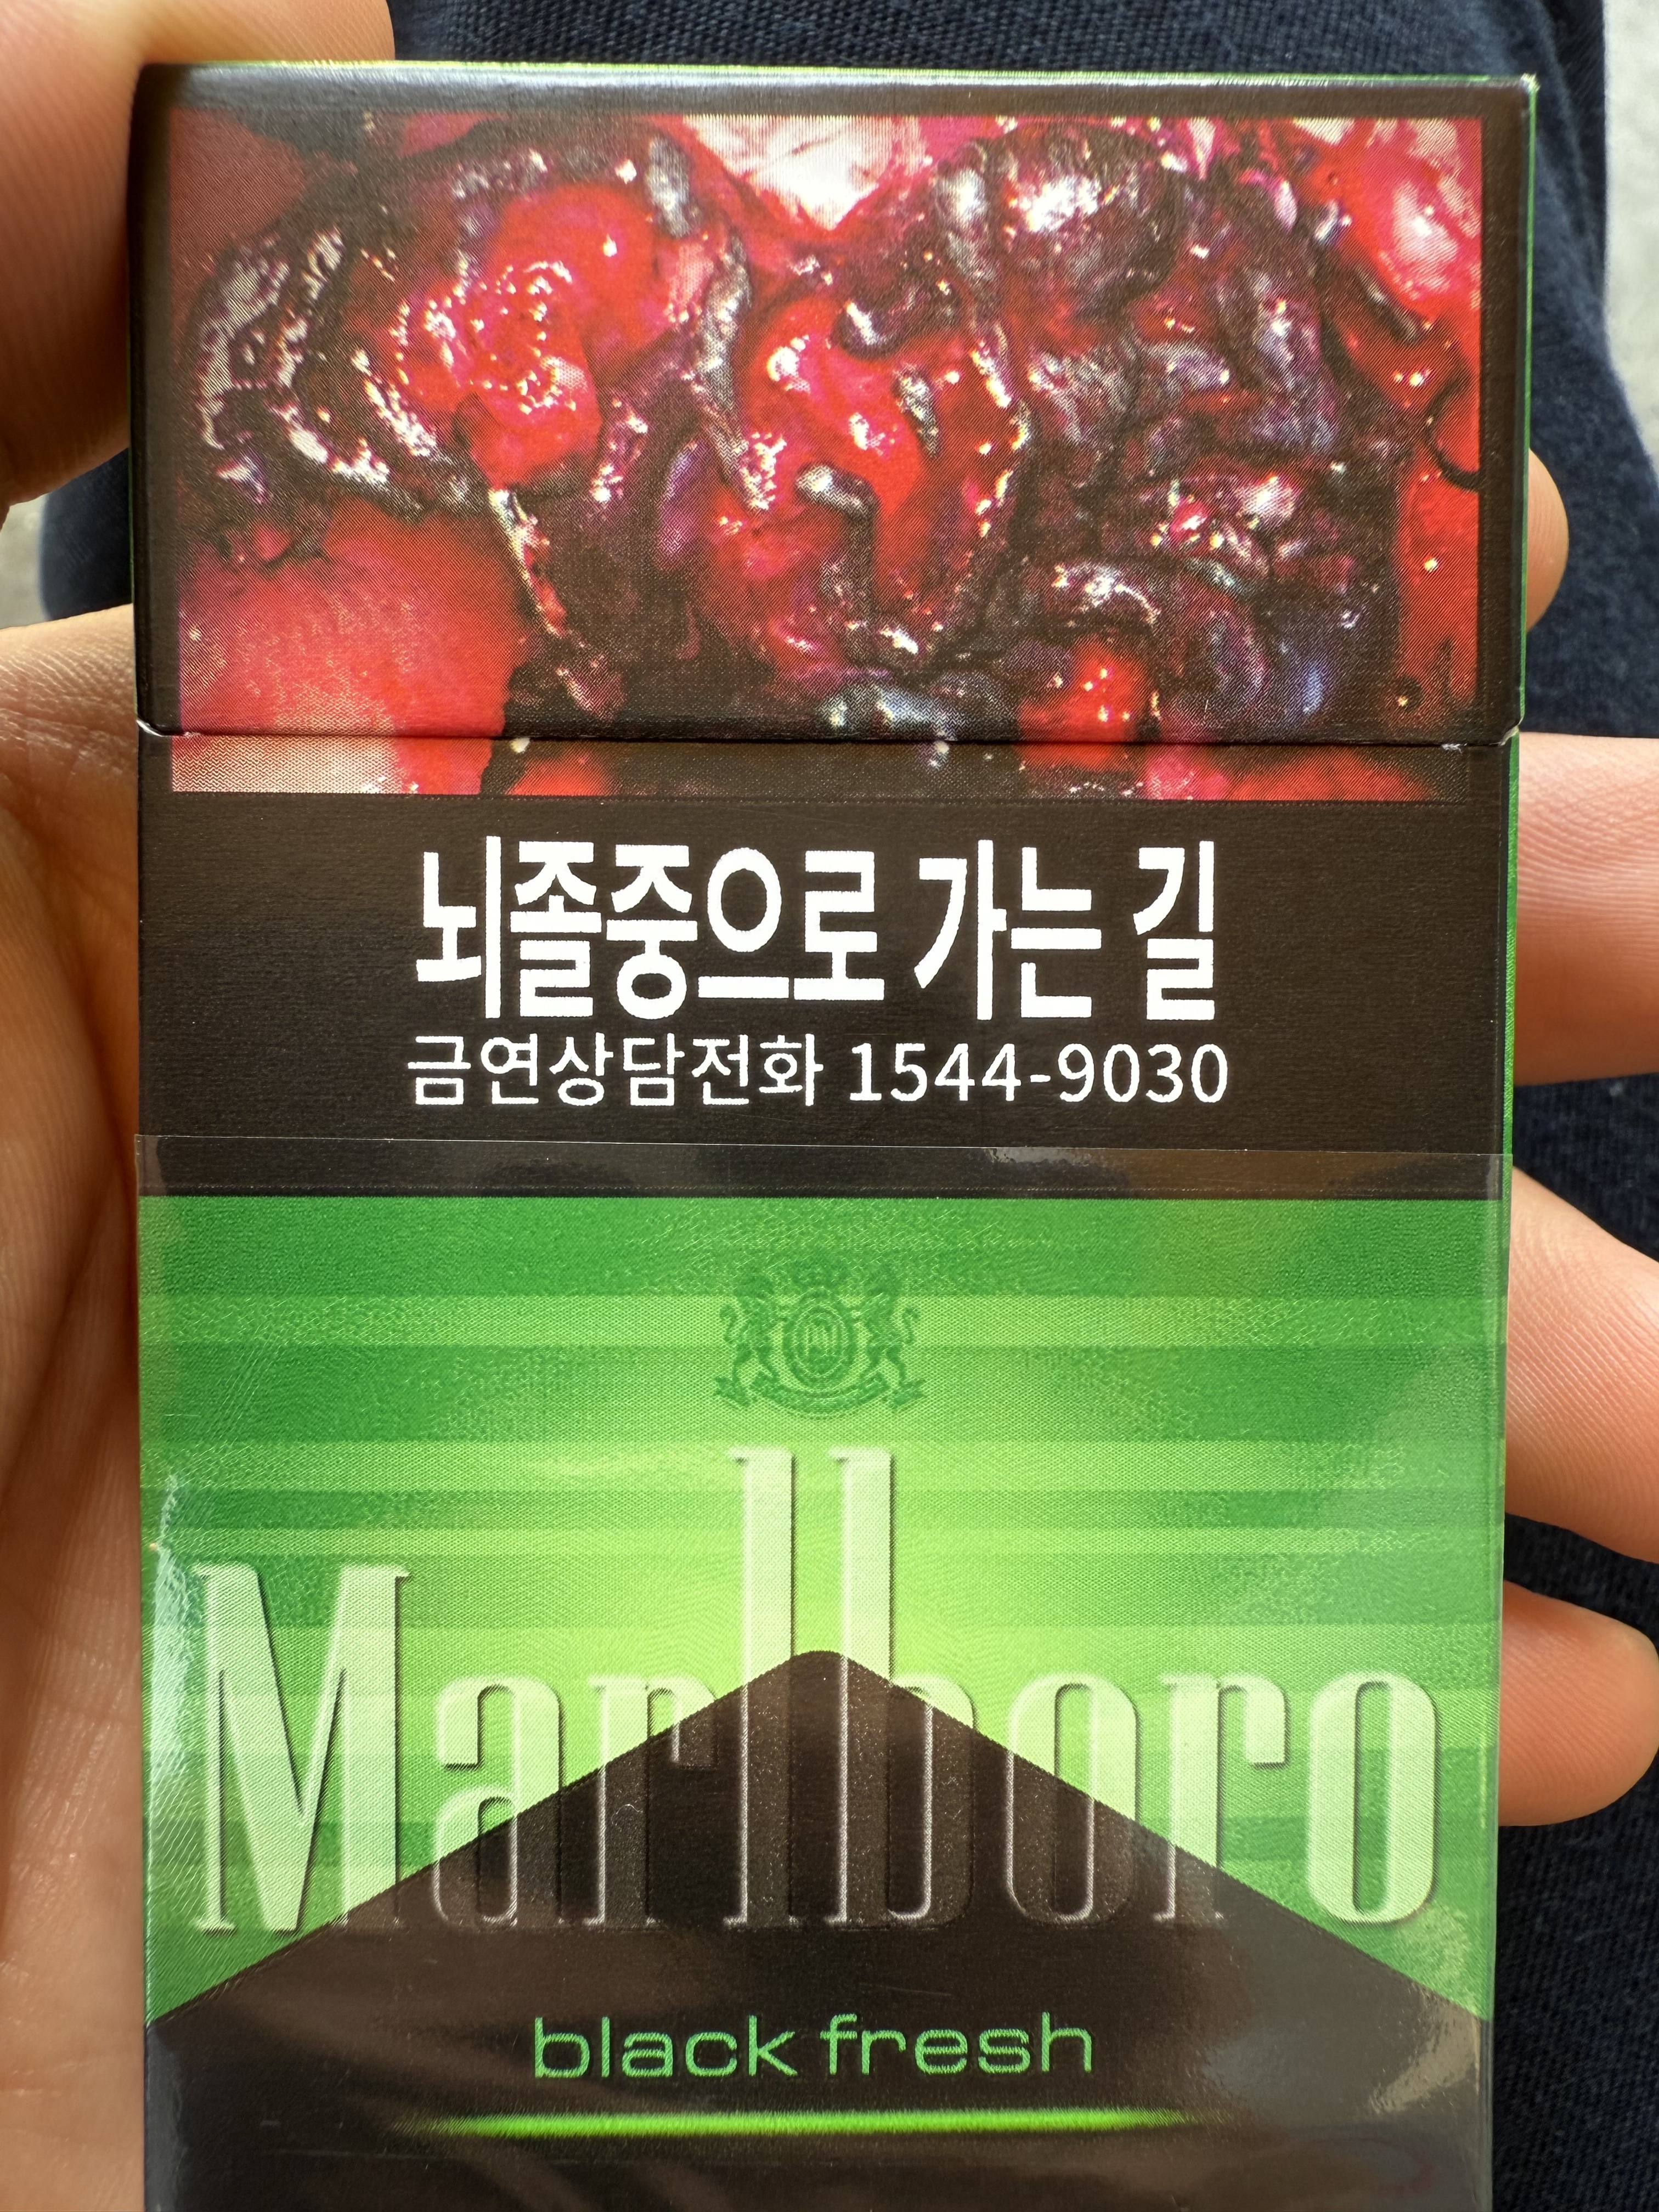 뇌졸중으로 가는 길
금연상담전화 1544-9030
Marlboro
black fresh